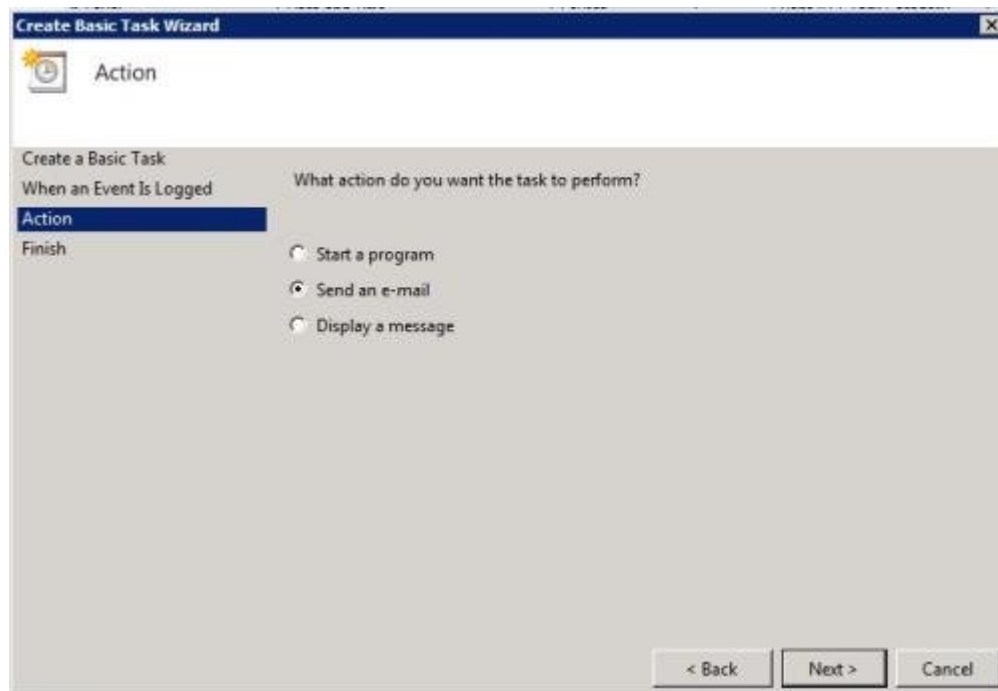 Create Basic Task Wizard
Action
Create a Basic Task
When an Event Is Logged
Action
Finish
What action do you want the task to perform?
Start a program
Send an e-mail
Display a message
< Back
Next >
Cancel